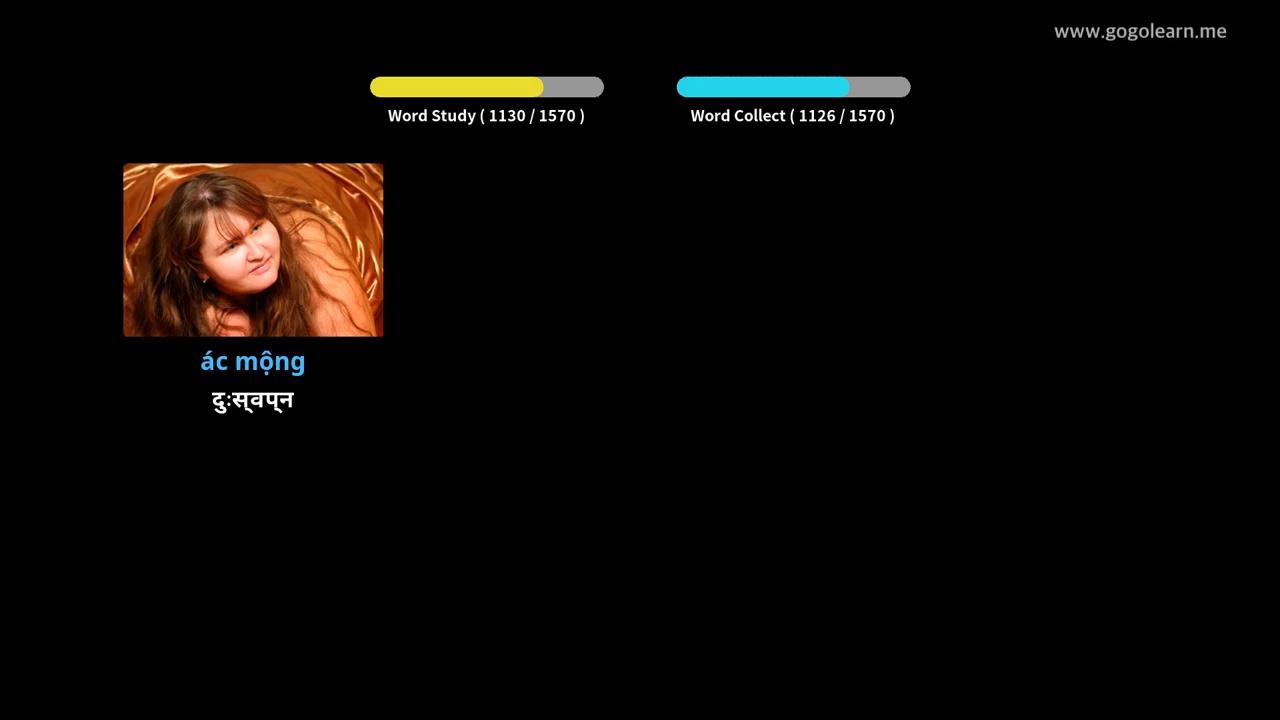 www.gogolearn.me
Word Study ( 1130 / 1570 )
Word Collect ( 1126 / 1570 )
ác mộng
दुःस्वप्न